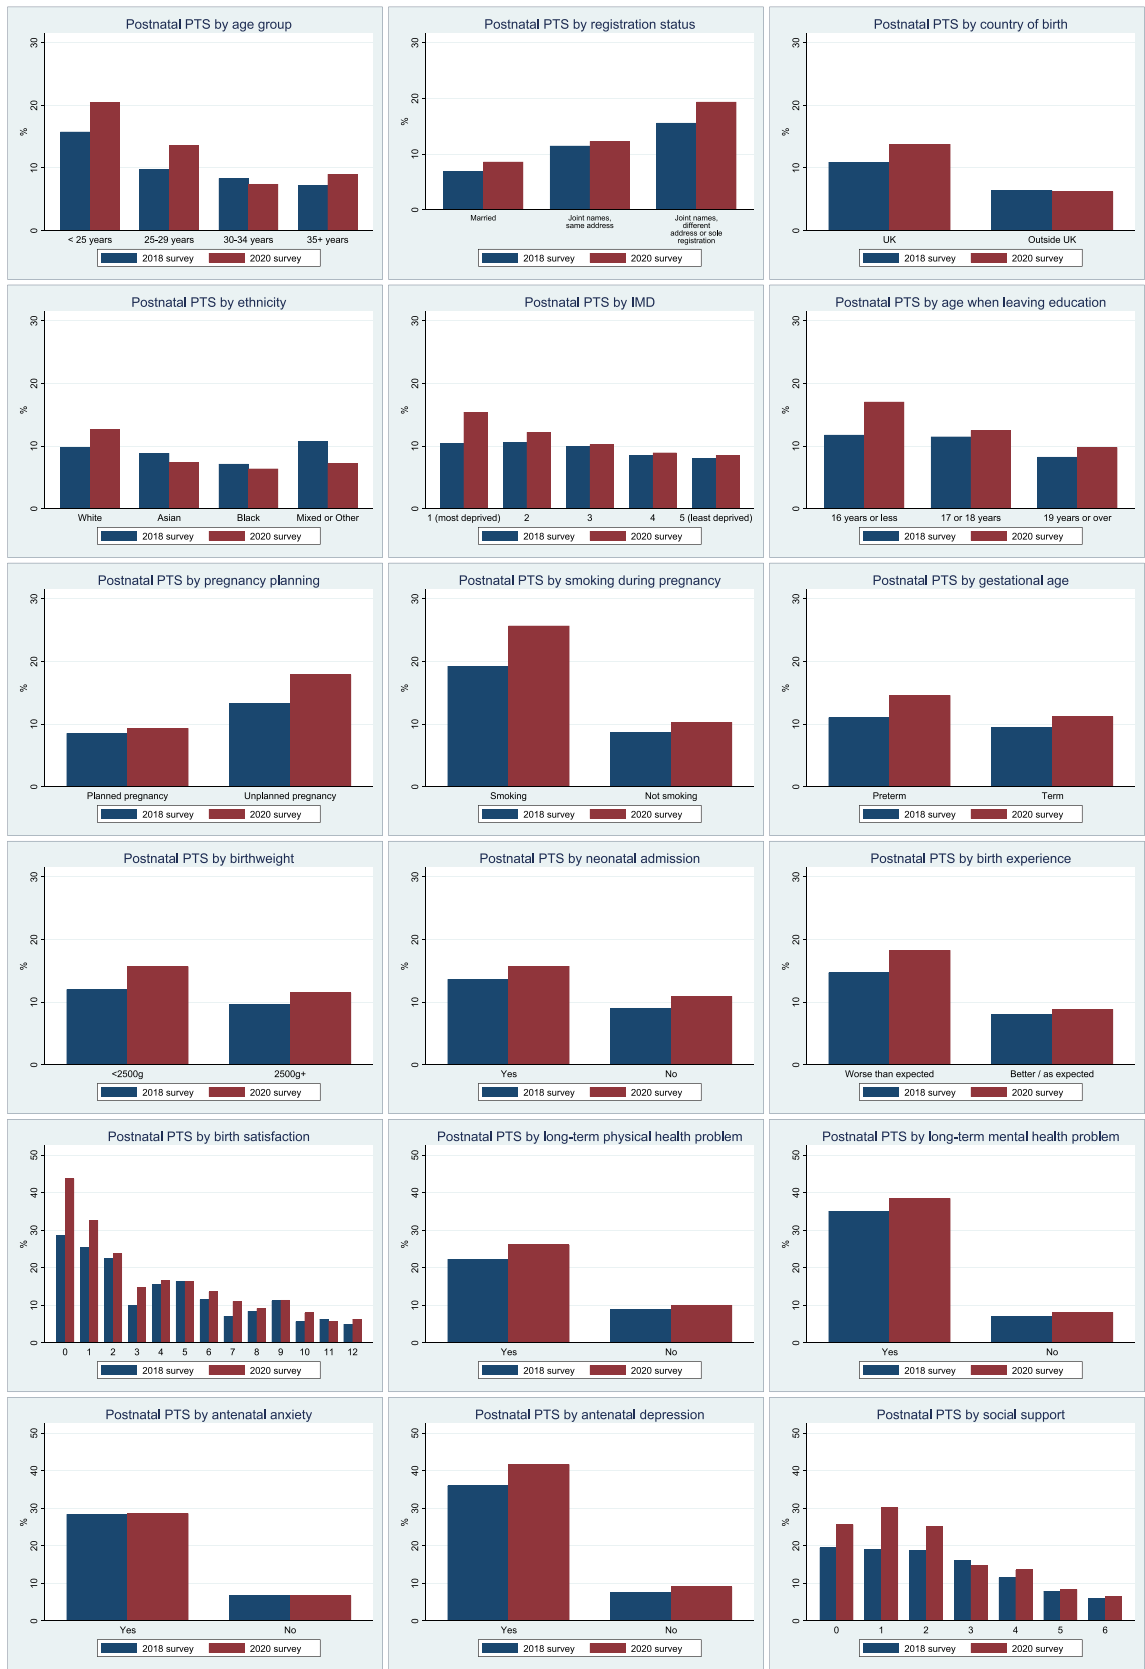 Postnatal PTS by age group
%
0
10
20
30
< 25 years
25-29 years
30-34 years
35+ years
2018 survey
2020 survey
Postnatal PTS by registration status
%
0
10
20
30
Married
Joint names,
same address
Joint names,
different
address or sole
registration
2018 survey
2020 survey
Postnatal PTS by country of birth
%
0
10
20
30
UK
Outside UK
2018 survey
2020 survey
Postnatal PTS by ethnicity
%
0
10
20
30
White
Asian
Black
Mixed or Other
2018 survey
2020 survey
Postnatal PTS by IMD
%
0
10
20
30
1 (most deprived)
2
3
4
5 (least deprived)
2018 survey
2020 survey
Postnatal PTS by age when leaving education
%
0
10
20
30
16 years or less
17 or 18 years
19 years or over
2018 survey
2020 survey
Postnatal PTS by pregnancy planning
%
0
10
20
30
Planned pregnancy
Unplanned pregnancy
2018 survey
2020 survey
Postnatal PTS by smoking during pregnancy
%
0
10
20
30
Smoking
Not smoking
2018 survey
2020 survey
Postnatal PTS by gestational age
%
0
10
20
30
Preterm
Term
2018 survey
2020 survey
Postnatal PTS by birthweight
%
0
10
20
30
<2500g
2500g+
2018 survey
2020 survey
Postnatal PTS by neonatal admission
%
0
10
20
30
Yes
No
2018 survey
2020 survey
Postnatal PTS by birth experience
%
0
10
20
30
Worse than expected
Better / as expected
2018 survey
2020 survey
Postnatal PTS by birth satisfaction
%
0
10
20
30
40
50
0
1
2
3
4
5
6
7
8
9
10
11
12
2018 survey
2020 survey
Postnatal PTS by long-term physical health problem
%
0
10
20
30
40
50
Yes
No
2018 survey
2020 survey
Postnatal PTS by long-term mental health problem
%
0
10
20
30
40
50
Yes
No
2018 survey
2020 survey
Postnatal PTS by antenatal anxiety
%
0
10
20
30
40
50
Yes
No
2018 survey
2020 survey
Postnatal PTS by antenatal depression
%
0
10
20
30
40
50
Yes
No
2018 survey
2020 survey
Postnatal PTS by social support
%
0
10
20
30
40
50
0
1
2
3
4
5
6
2018 survey
2020 survey